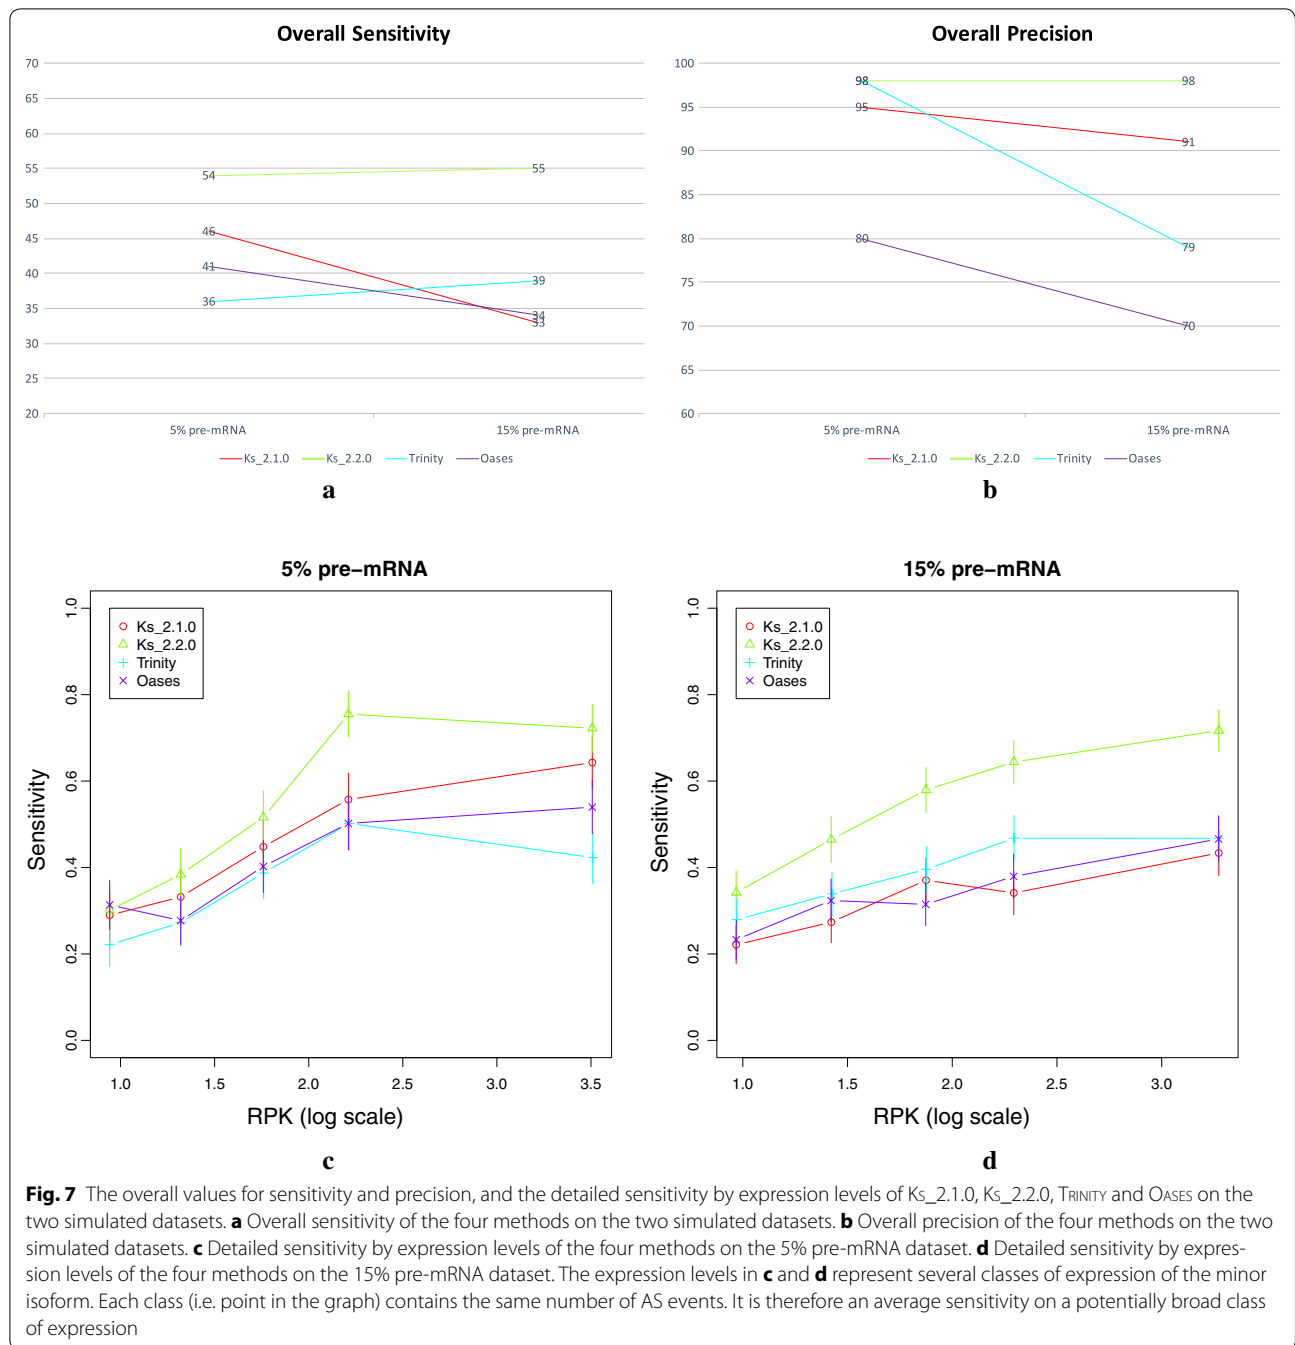 Overall Sensitivity
70
65
60
55
50
45
40
35
30
25
20
54
46
41
36
55
39
34
33
5% pre-mRNA 15% pre-mRNA
Ks_2.1.0 Ks_2.2.0 Trinity Oases
a
Overall Precision
100
95
90
85
80
75
70
65
60
98
95
80
98
91
79
70
5% pre-mRNA 15% pre-mRNA
Ks_2.1.0 Ks_2.2.0 Trinity Oases
b
5% pre−mRNA
Ks_2.1.0
Ks_2.2.0
Trinity
Oases
Sensitivity
0.0 0.2 0.4 0.6 0.8 1.0
1.0 1.5 2.0 2.5 3.0 3.5
RPK (log scale)
c
15% pre−mRNA
Ks_2.1.0
Ks_2.2.0
Trinity
Oases
Sensitivity
0.0 0.2 0.4 0.6 0.8 1.0
1.0 1.5 2.0 2.5 3.0
RPK (log scale)
d
Fig. 7 The overall values for sensitivity and precision, and the detailed sensitivity by expression levels of Ks_2.1.0, Ks_2.2.0, Trinity and Oases on the
two simulated datasets. a Overall sensitivity of the four methods on the two simulated datasets. b Overall precision of the four methods on the two
simulated datasets. c Detailed sensitivity by expression levels of the four methods on the 5% pre-mRNA dataset. d Detailed sensitivity by expres-
sion levels of the four methods on the 15% pre-mRNA dataset. The expression levels in c and d represent several classes of expression of the minor
isoform. Each class (i.e. point in the graph) contains the same number of AS events. It is therefore an average sensitivity on a potentially broad class
of expression